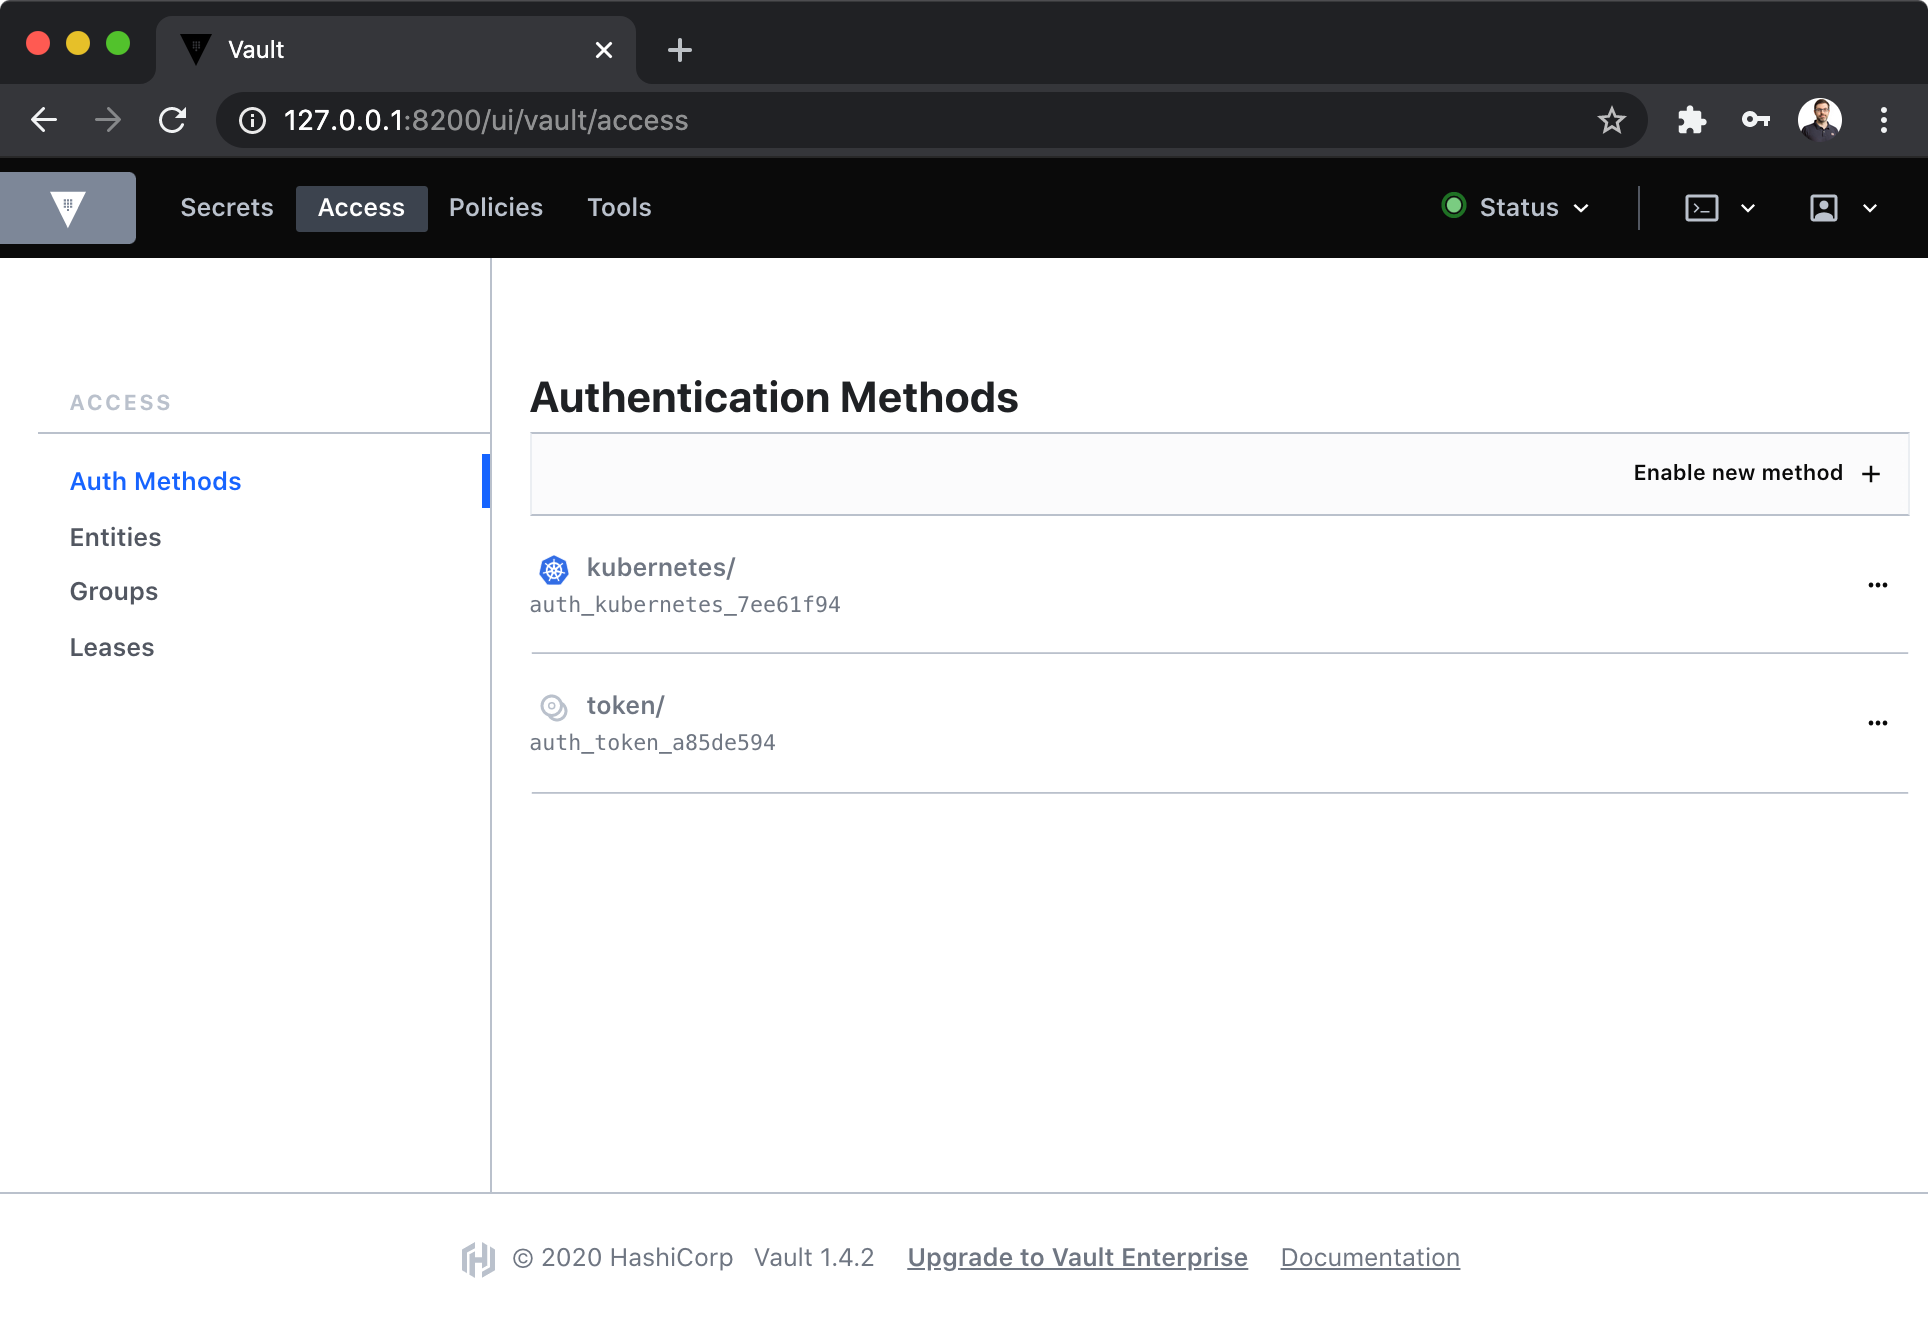 Vault
127.0.0.1:8200/ui/vault/access
Secrets
Access
Policies
Tools
Status
ACCESS
Auth Methods
Entities
Groups
Leases
Authentication Methods
Enable new method +
kubernetes/
auth_kubernetes_7ee61f94
token/
auth_token_a85de594
© 2020 HashiCorp Vault 1.4.2 Upgrade to Vault Enterprise Documentation